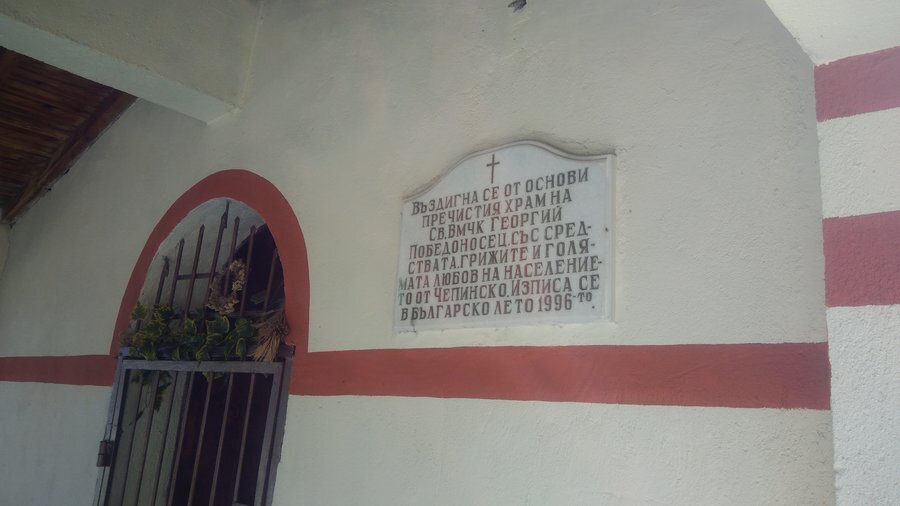 ВЪЗДИГНА СЕ ОТ ОСНОВИ
ПРЕЧИСТИЯ ХРАМ НА
СВ. ВМЧК ГЕОРГИЙ
ПОБЕДОНОСЕЦ, СЪС СРЕД-
СТВАТА, ГРИЖИТЕ И ГОЛЯ-
МАТА ЛЮБОВ НА НАСЕЛЕНИЕ-
ТО ОТ ЧЕПИНСКО, ИЗПИСА СЕ
В БЪЛГАРСКО ЛЕТО 1996-ТО